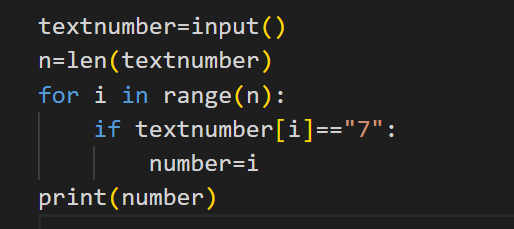 textnumber=input()
n=len(textnumber)
for i in range(n):
    if textnumber[i]=="7":
        number=i
print(number)